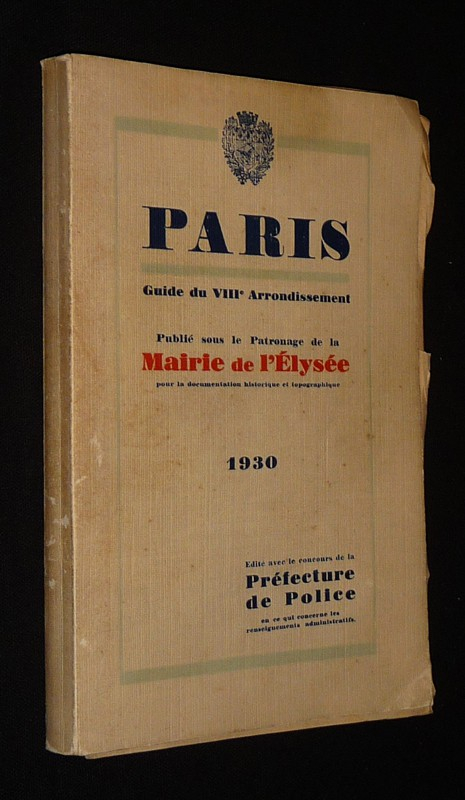 PARIS
Guide du VIIIe Arrondissement
Publié sous le Patronage de la
Mairie de l'Élysée
pour la documentation historique et topographique
1930
Edité avec le concours de la
Préfecture
de Police
en ce qui concerne les
renseignements administratifs.